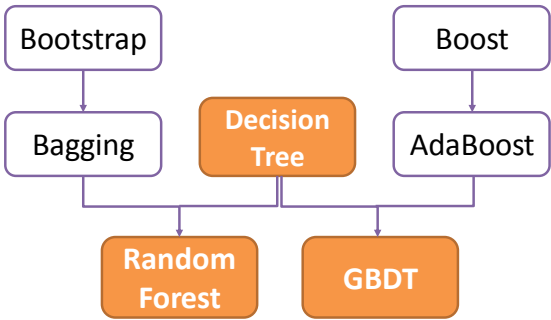 Bootstrap
Boost
Bagging
Decision
Tree
AdaBoost
Random
Forest
GBDT